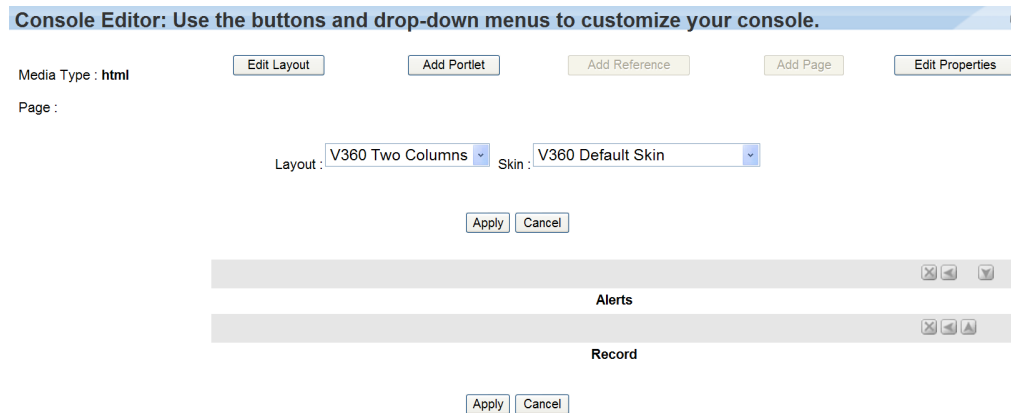 Console Editor: Use the buttons and drop-down menus to customize your console.
Media Type : html
Edit Layout
Add Portlet
Add Reference
Add Page
Edit Properties
Page :
Layout : V360 Two Columns Skin : V360 Default Skin
Apply Cancel
Alerts
Record
Apply Cancel